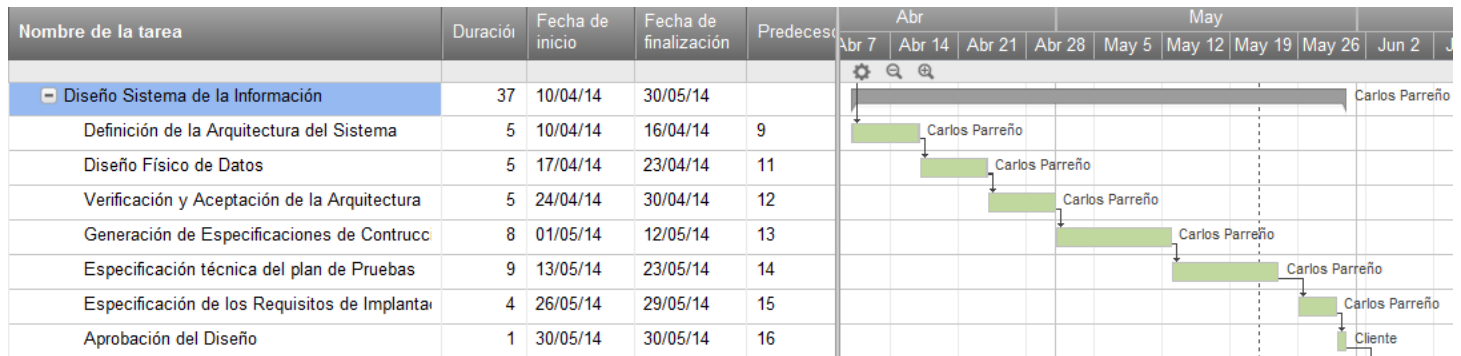 Nombre de la tarea Duració Fecha de inicio Fecha de finalización Predeces Abr May
Abr 7 Abr 14 Abr 21 Abr 28 May 5 May 12 May 19 May 26 Jun 2
Diseño Sistema de la Información 37 10/04/14 30/05/14 Carlos Parreño
Definición de la Arquitectura del Sistema 5 10/04/14 16/04/14 9 Carlos Parreño
Diseño Físico de Datos 5 17/04/14 23/04/14 11 Carlos Parreño
Verificación y Aceptación de la Arquitectura 5 24/04/14 30/04/14 12 Carlos Parreño
Generación de Especificaciones de Contrucc 8 01/05/14 12/05/14 13 Carlos Parreño
Especificación técnica del plan de Pruebas 9 13/05/14 23/05/14 14 Carlos Parreño
Especificación de los Requisitos de Implanta 4 26/05/14 29/05/14 15 Carlos Parreño
Aprobación del Diseño 1 30/05/14 30/05/14 16 Cliente